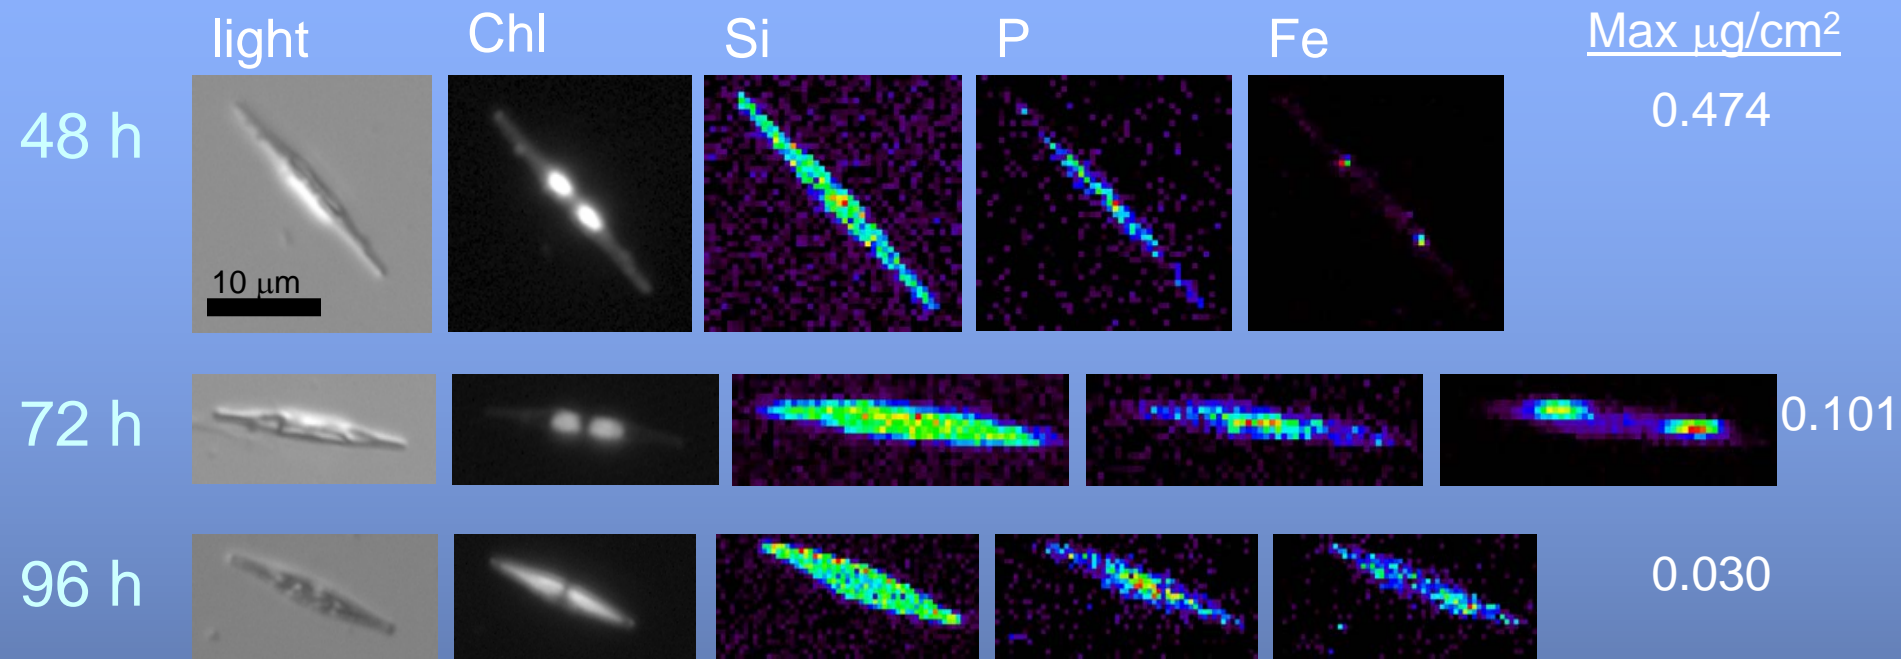 light Chl Si P Fe Max μg/cm²
48 h 0.474
10 μm
72 h 0.101
96 h 0.030